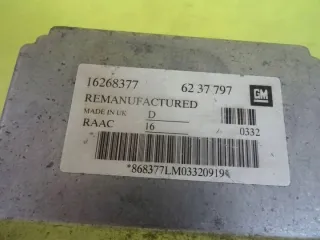 16268377 62 37 797
GM
REMANUFACTURED
MADE IN UK D
RAAC 16 0332
*868377LM03320919*